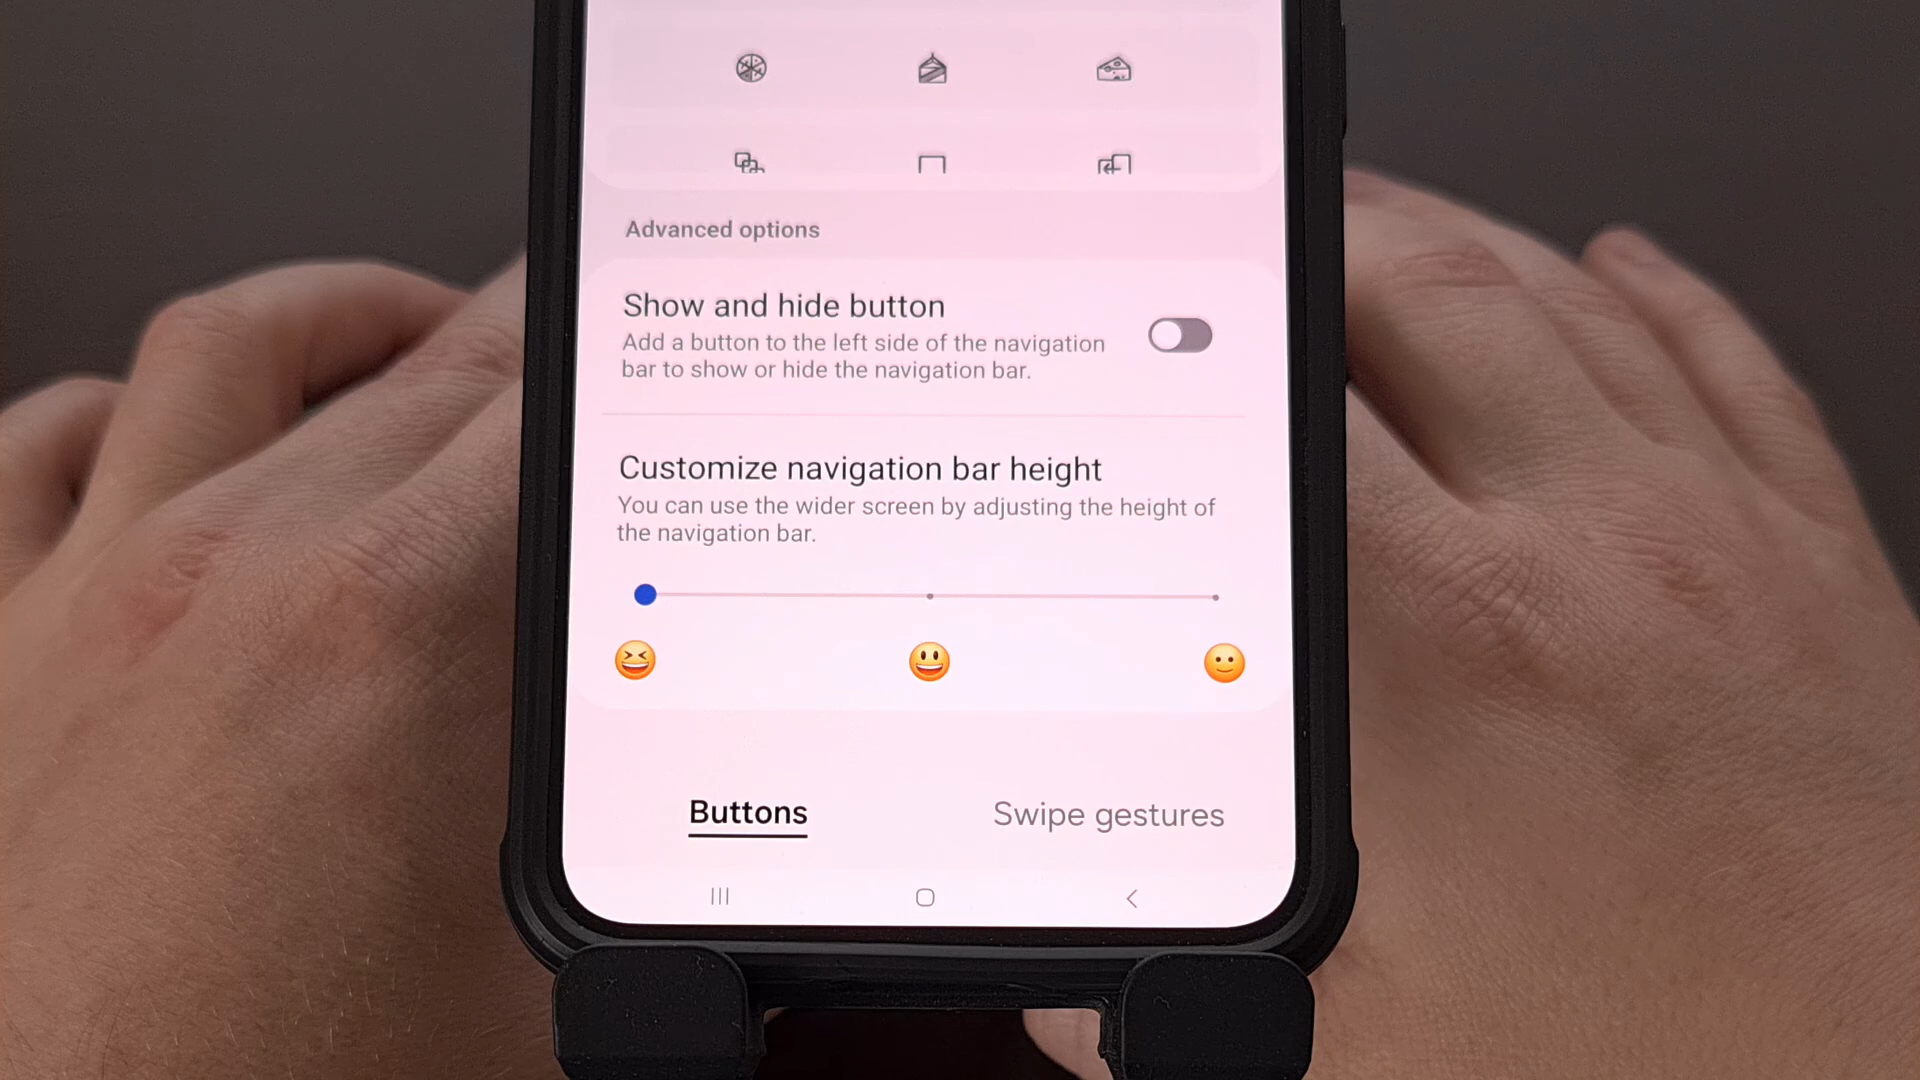 Advanced options
Show and hide button
Add a button to the left side of the navigation
bar to show or hide the navigation bar.
Customize navigation bar height
You can use the wider screen by adjusting the height of
the navigation bar.
Buttons
Swipe gestures